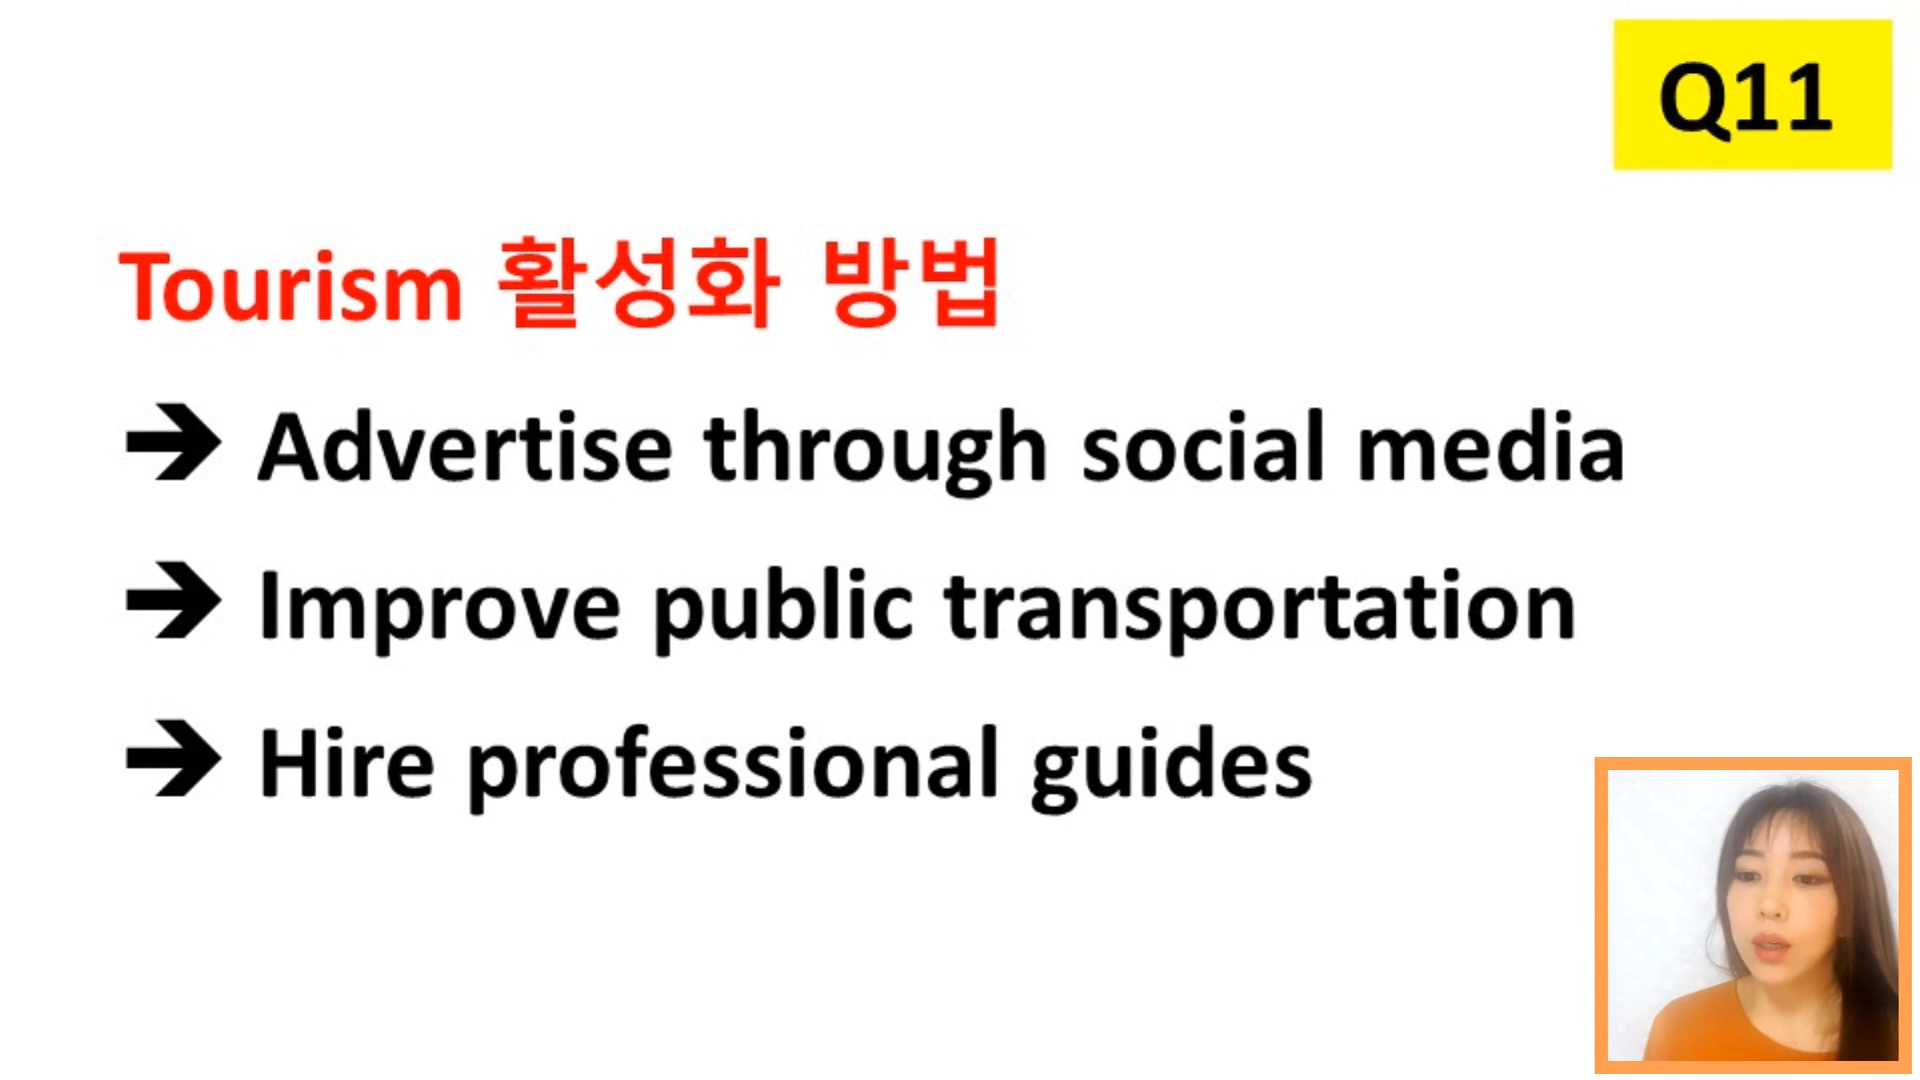 Q11
Tourism 활성화 방법
➔ Advertise through social media
➔ Improve public transportation
➔ Hire professional guides